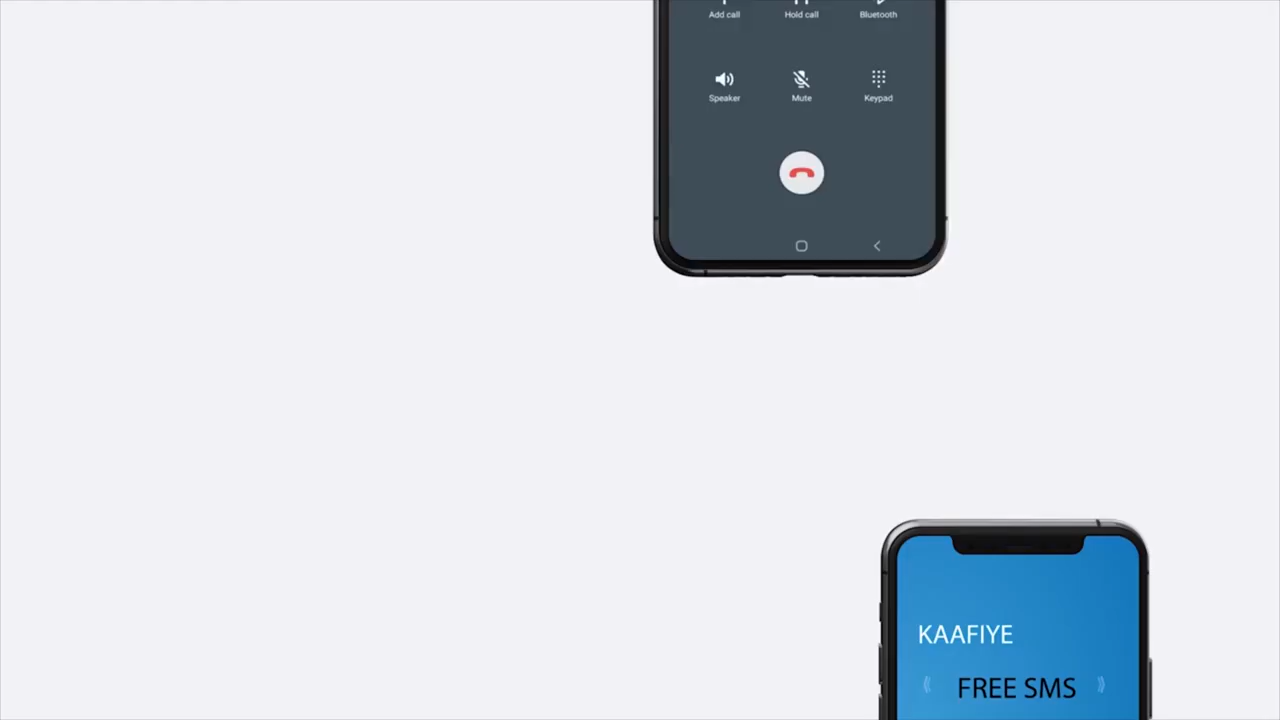 Add call Hold call Bluetooth
Speaker Mute Keypad
KAAFIYE
FREE SMS